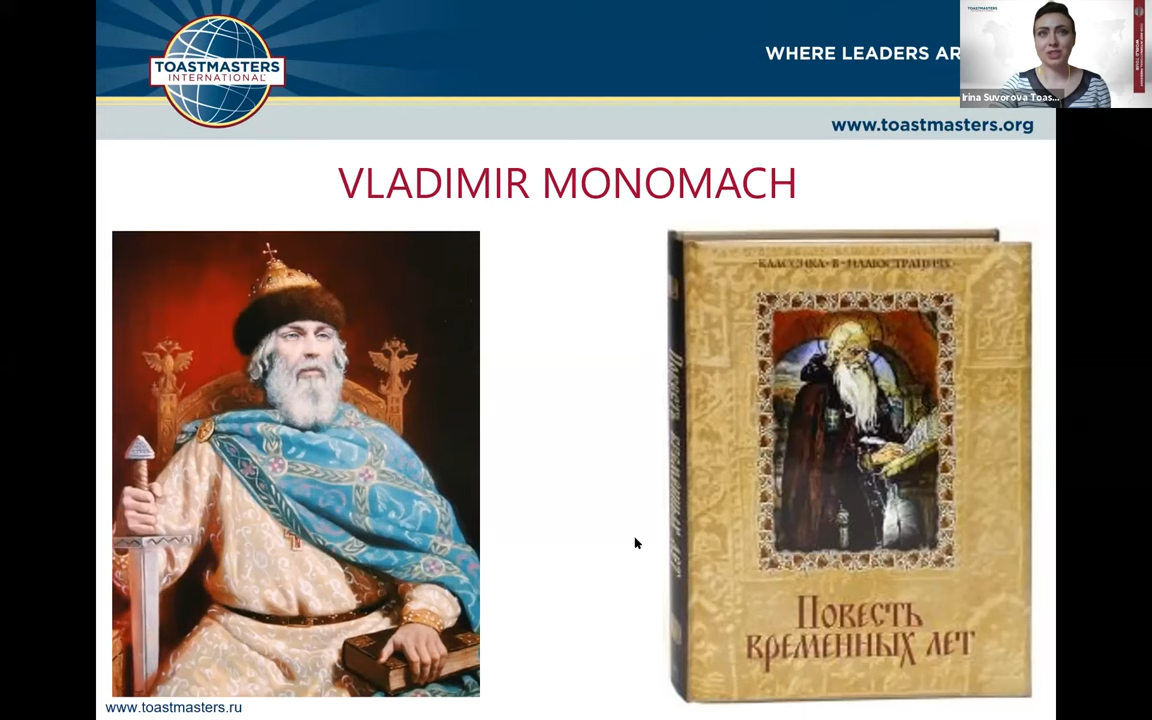 TOASTMASTERS
INTERNATIONAL
WHERE LEADERS AR
TOASTMASTERS
Irina Suvorova Toas...
www.toastmasters.org
VLADIMIR MONOMACH
КЛАССИКА В ИЛЛЮСТРАЦИЯХ
Повесть временных лет
Повесть
временных лет
www.toastmasters.ru